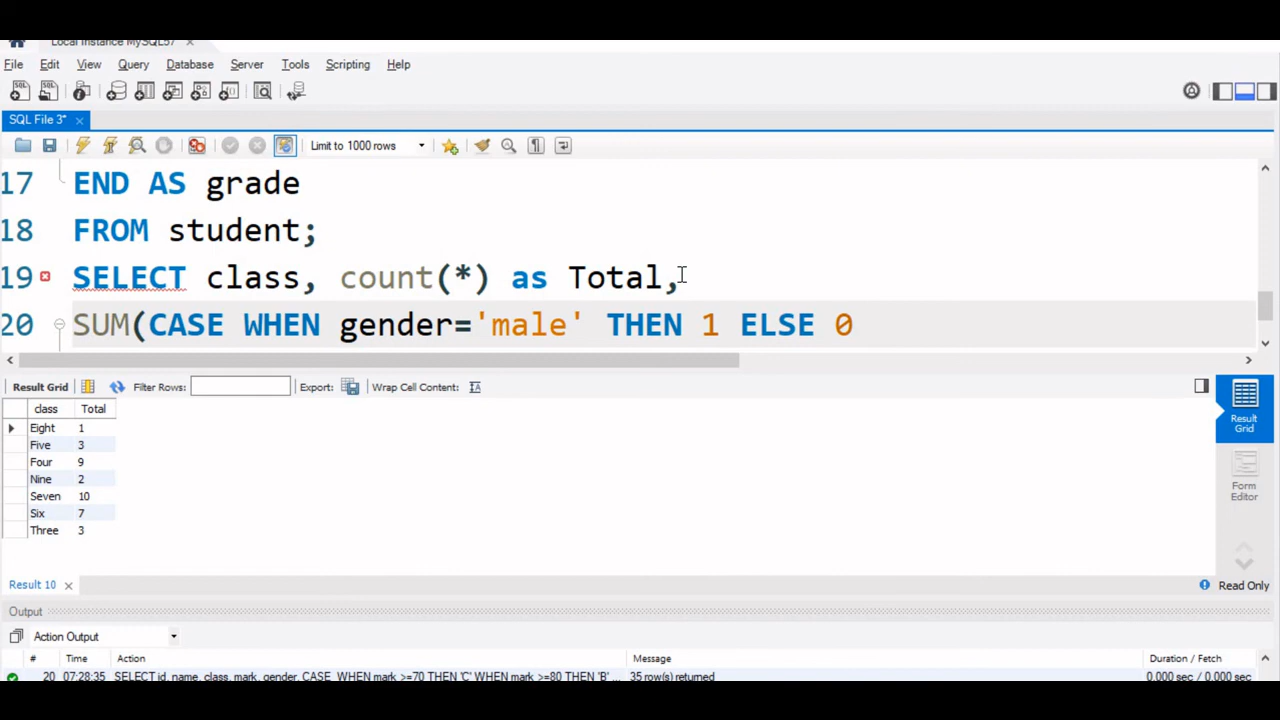 Local Instance MySQL57 ×
File Edit View Query Database Server Tools Scripting Help
SQL File 3* ×
Limit to 1000 rows
17 END AS grade
18 FROM student;
19 SELECT class, count(*) as Total,
20 SUM(CASE WHEN gender='male' THEN 1 ELSE 0
Result Grid Filter Rows: Export: Wrap Cell Content:
class Total
Eight 1
Five 3
Four 9
Nine 2
Seven 10
Six 7
Three 3
Result
Grid
Form
Editor
Result 10 × Read Only
Output
Action Output
# Time Action Message Duration / Fetch
20 07:28:35 SELECT id, name, class, mark, gender, CASE WHEN mark >=70 THEN 'C' WHEN mark >=80 THEN 'B' ... 35 row(s) returned 0.000 sec / 0.000 sec